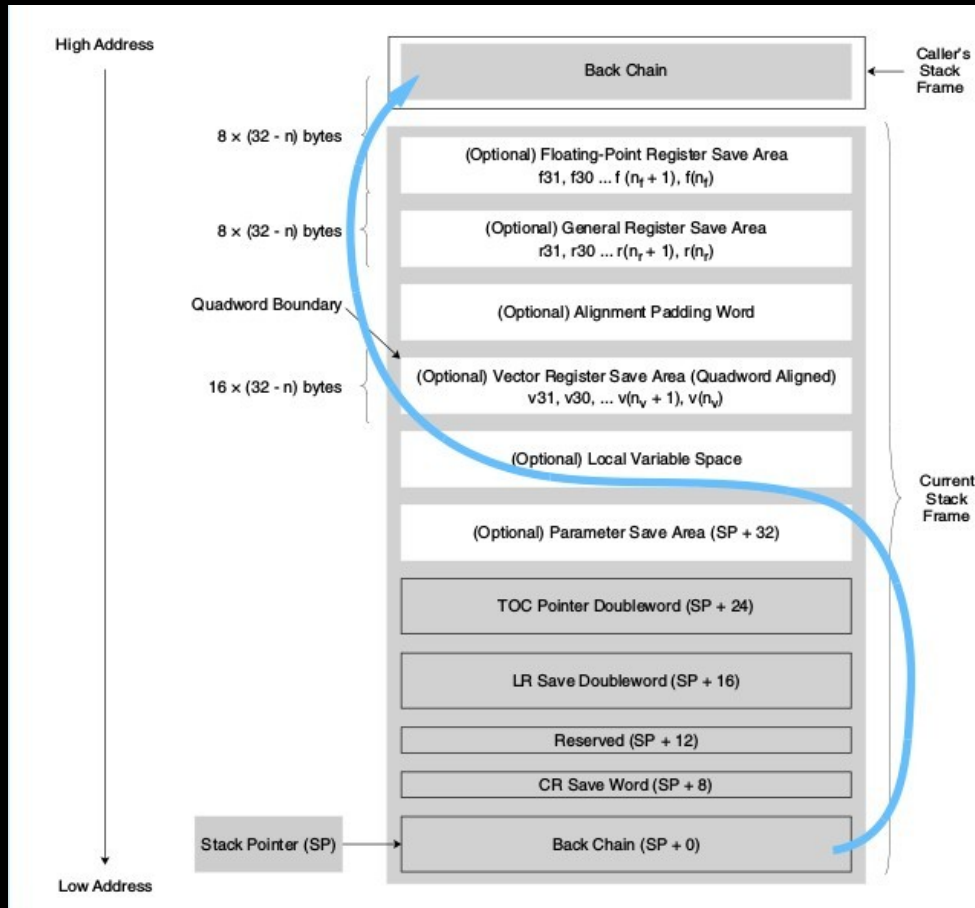 High Address
Back Chain
Caller's
Stack
Frame
8 × (32 - n) bytes
(Optional) Floating-Point Register Save Area
f31, f30 ... f (nf + 1), f(nf)
8 × (32 - n) bytes
(Optional) General Register Save Area
r31, r30 ... r(nr + 1), r(nr)
Quadword Boundary
(Optional) Alignment Padding Word
16 × (32 - n) bytes
(Optional) Vector Register Save Area (Quadword Aligned)
v31, v30, ... v(nv + 1), v(nv)
(Optional) Local Variable Space
Current
Stack
Frame
(Optional) Parameter Save Area (SP + 32)
TOC Pointer Doubleword (SP + 24)
LR Save Doubleword (SP + 16)
Reserved (SP + 12)
CR Save Word (SP + 8)
Stack Pointer (SP)
Back Chain (SP + 0)
Low Address